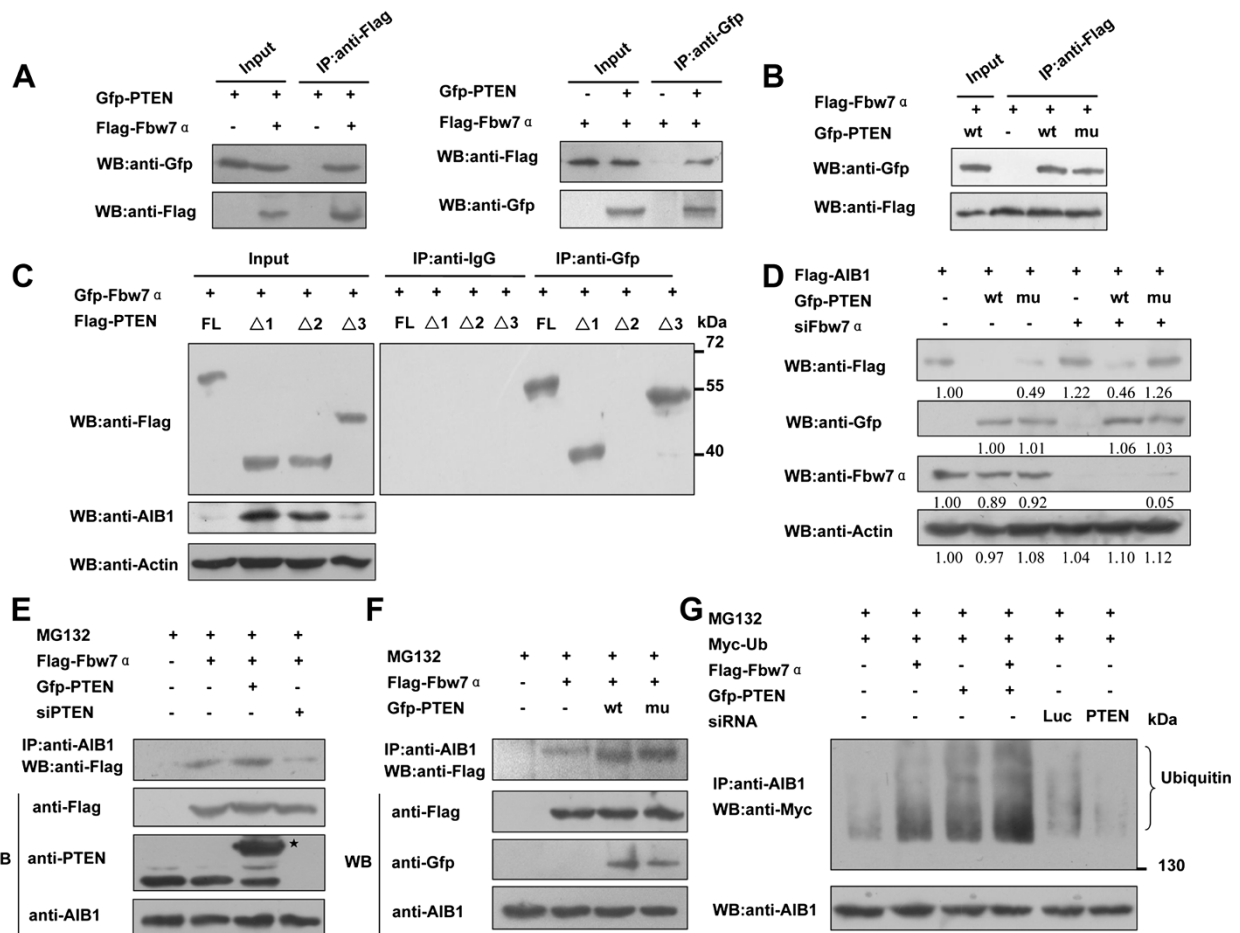 A
Input IP:anti-Flag
Gfp-PTEN + + + +
Flag-Fbw7α - + - +
WB:anti-Gfp
WB:anti-Flag
Input IP:anti-Gfp
Gfp-PTEN - + - +
Flag-Fbw7α + + + +
WB:anti-Flag
WB:anti-Gfp
B
Input IP:anti-Flag
Flag-Fbw7α + + + +
Gfp-PTEN wt - wt mu
WB:anti-Gfp
WB:anti-Flag
C
Input IP:anti-IgG IP:anti-Gfp
Gfp-Fbw7α + + + + + + + + + + + +
Flag-PTEN FL △1 △2 △3 FL △1 △2 △3 FL △1 △2 △3 kDa
72
WB:anti-Flag 55
40
WB:anti-AIB1
WB:anti-Actin
D
Flag-AIB1 + + + + + +
Gfp-PTEN - wt mu - wt mu
siFbw7α - - - + + +
WB:anti-Flag
1.00 0.49 1.22 0.46 1.26
WB:anti-Gfp
1.00 1.01 1.06 1.03
WB:anti-Fbw7α
1.00 0.89 0.92 0.05
WB:anti-Actin
1.00 0.97 1.08 1.04 1.10 1.12
E
MG132 + + + +
Flag-Fbw7α - + + +
Gfp-PTEN - - + -
siPTEN - - - +
IP:anti-AIB1
WB:anti-Flag
anti-Flag
B anti-PTEN ★
anti-AIB1
F
MG132 + + + +
Flag-Fbw7α - + + +
Gfp-PTEN - - wt mu
IP:anti-AIB1
WB:anti-Flag
anti-Flag
WB anti-Gfp
anti-AIB1
G
MG132 + + + + + +
Myc-Ub + + + + + +
Flag-Fbw7α - + - + - -
Gfp-PTEN - - + + - -
siRNA - - - - Luc PTEN kDa
IP:anti-AIB1 Ubiquitin
WB:anti-Myc
130
WB:anti-AIB1